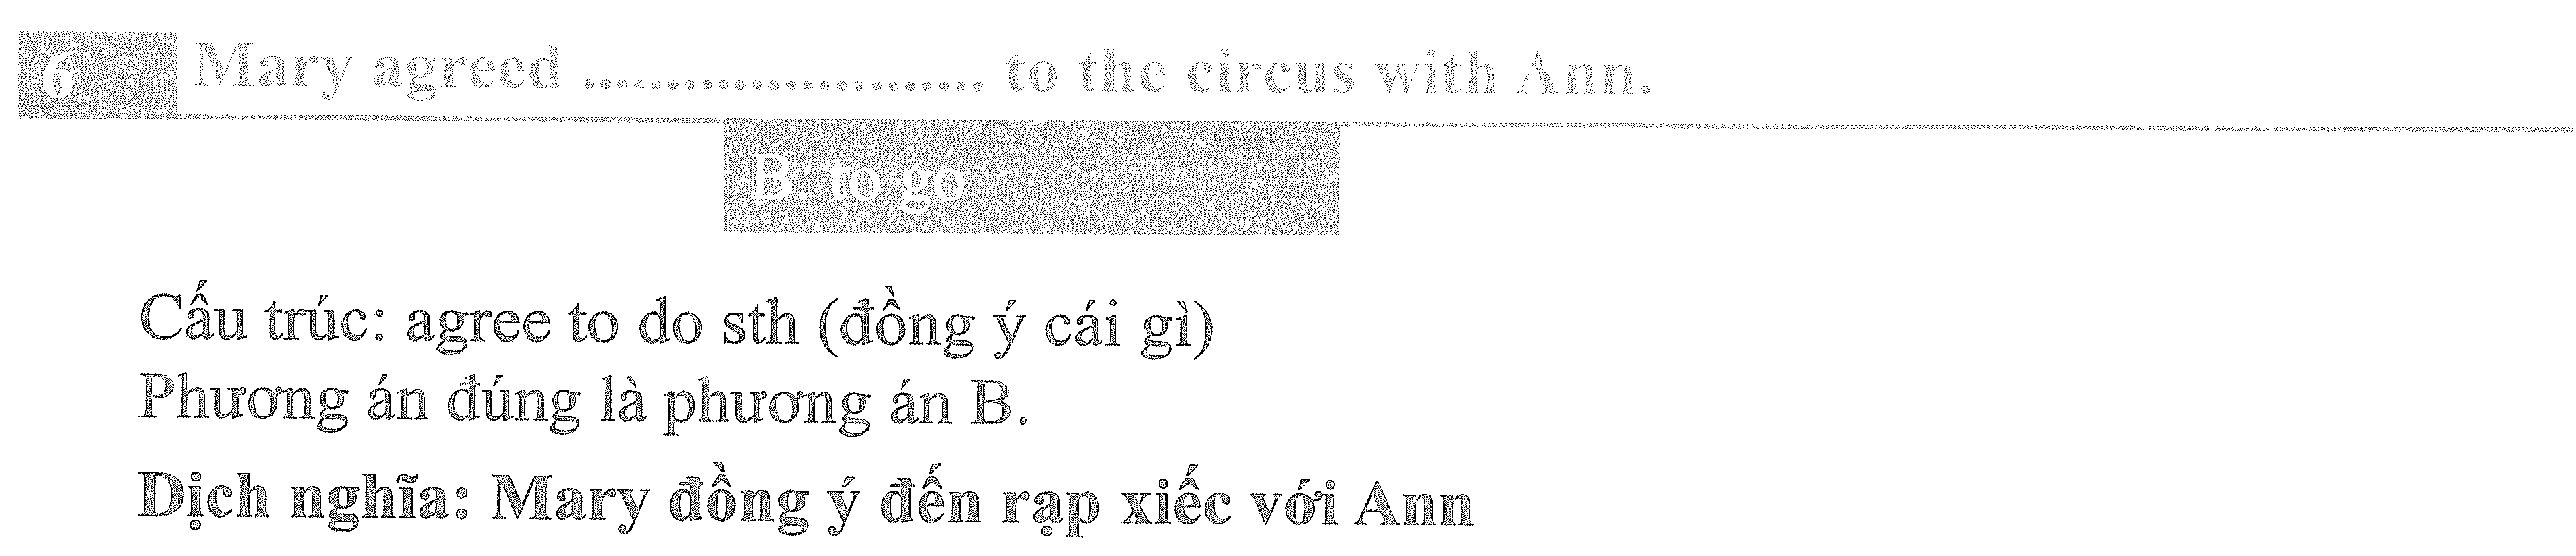 6 Mary agreed ........................ to the circus with Ann.
B. to go
Cấu trúc: agree to do sth (đồng ý cái gì)
Phương án đúng là phương án B.
Dịch nghĩa: Mary đồng ý đến rạp xiếc với Ann